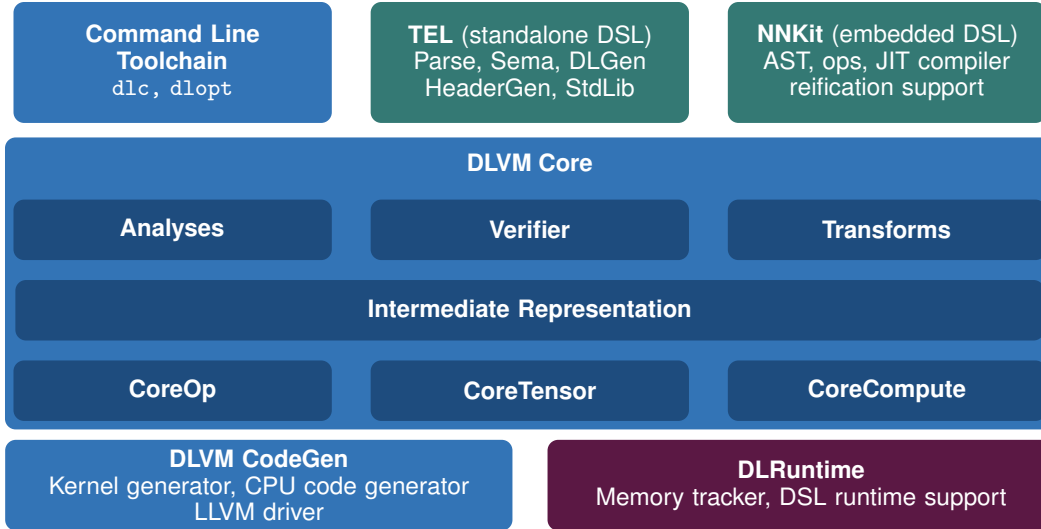 Command Line
Toolchain
dlc, dlopt
TEL (standalone DSL)
Parse, Sema, DLGen
HeaderGen, StdLib
NNKit (embedded DSL)
AST, ops, JIT compiler
reification support
DLVM Core
Analyses
Verifier
Transforms
Intermediate Representation
CoreOp
CoreTensor
CoreCompute
DLVM CodeGen
Kernel generator, CPU code generator
LLVM driver
DLRuntime
Memory tracker, DSL runtime support